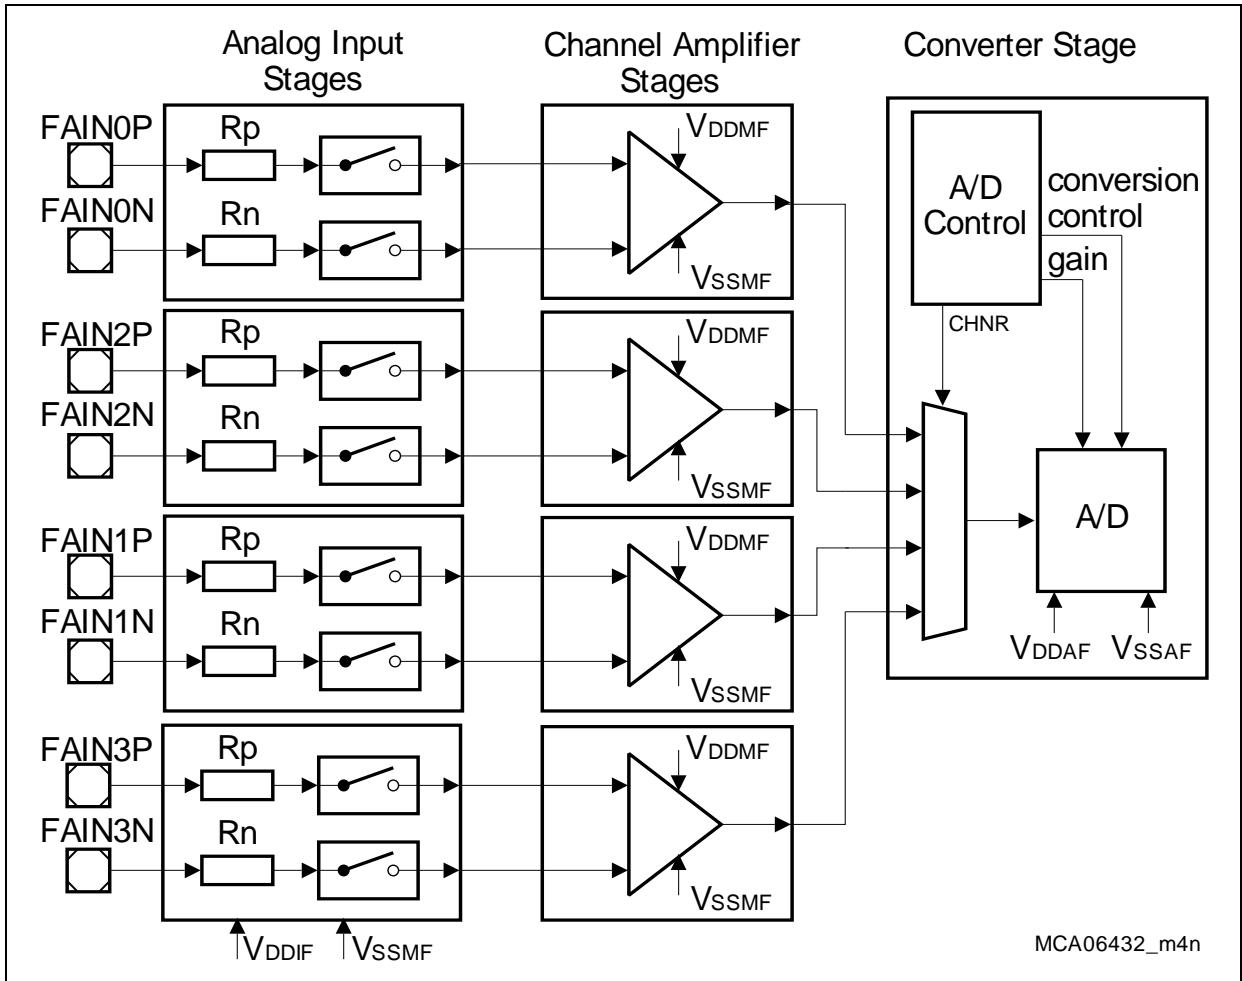 Analog Input
Stages
Channel Amplifier
Stages
Converter Stage
FAIN0P
Rp
VDDMF
FAIN0N
Rn
VSSMF
A/D
Control
conversion
control
gain
CHNR
FAIN2P
Rp
VDDMF
FAIN2N
Rn
VSSMF
A/D
VDDAF
VSSAF
FAIN1P
Rp
VDDMF
FAIN1N
Rn
VSSMF
FAIN3P
Rp
VDDMF
FAIN3N
Rn
VSSMF
VDDIF
VSSMF
MCA06432_m4n